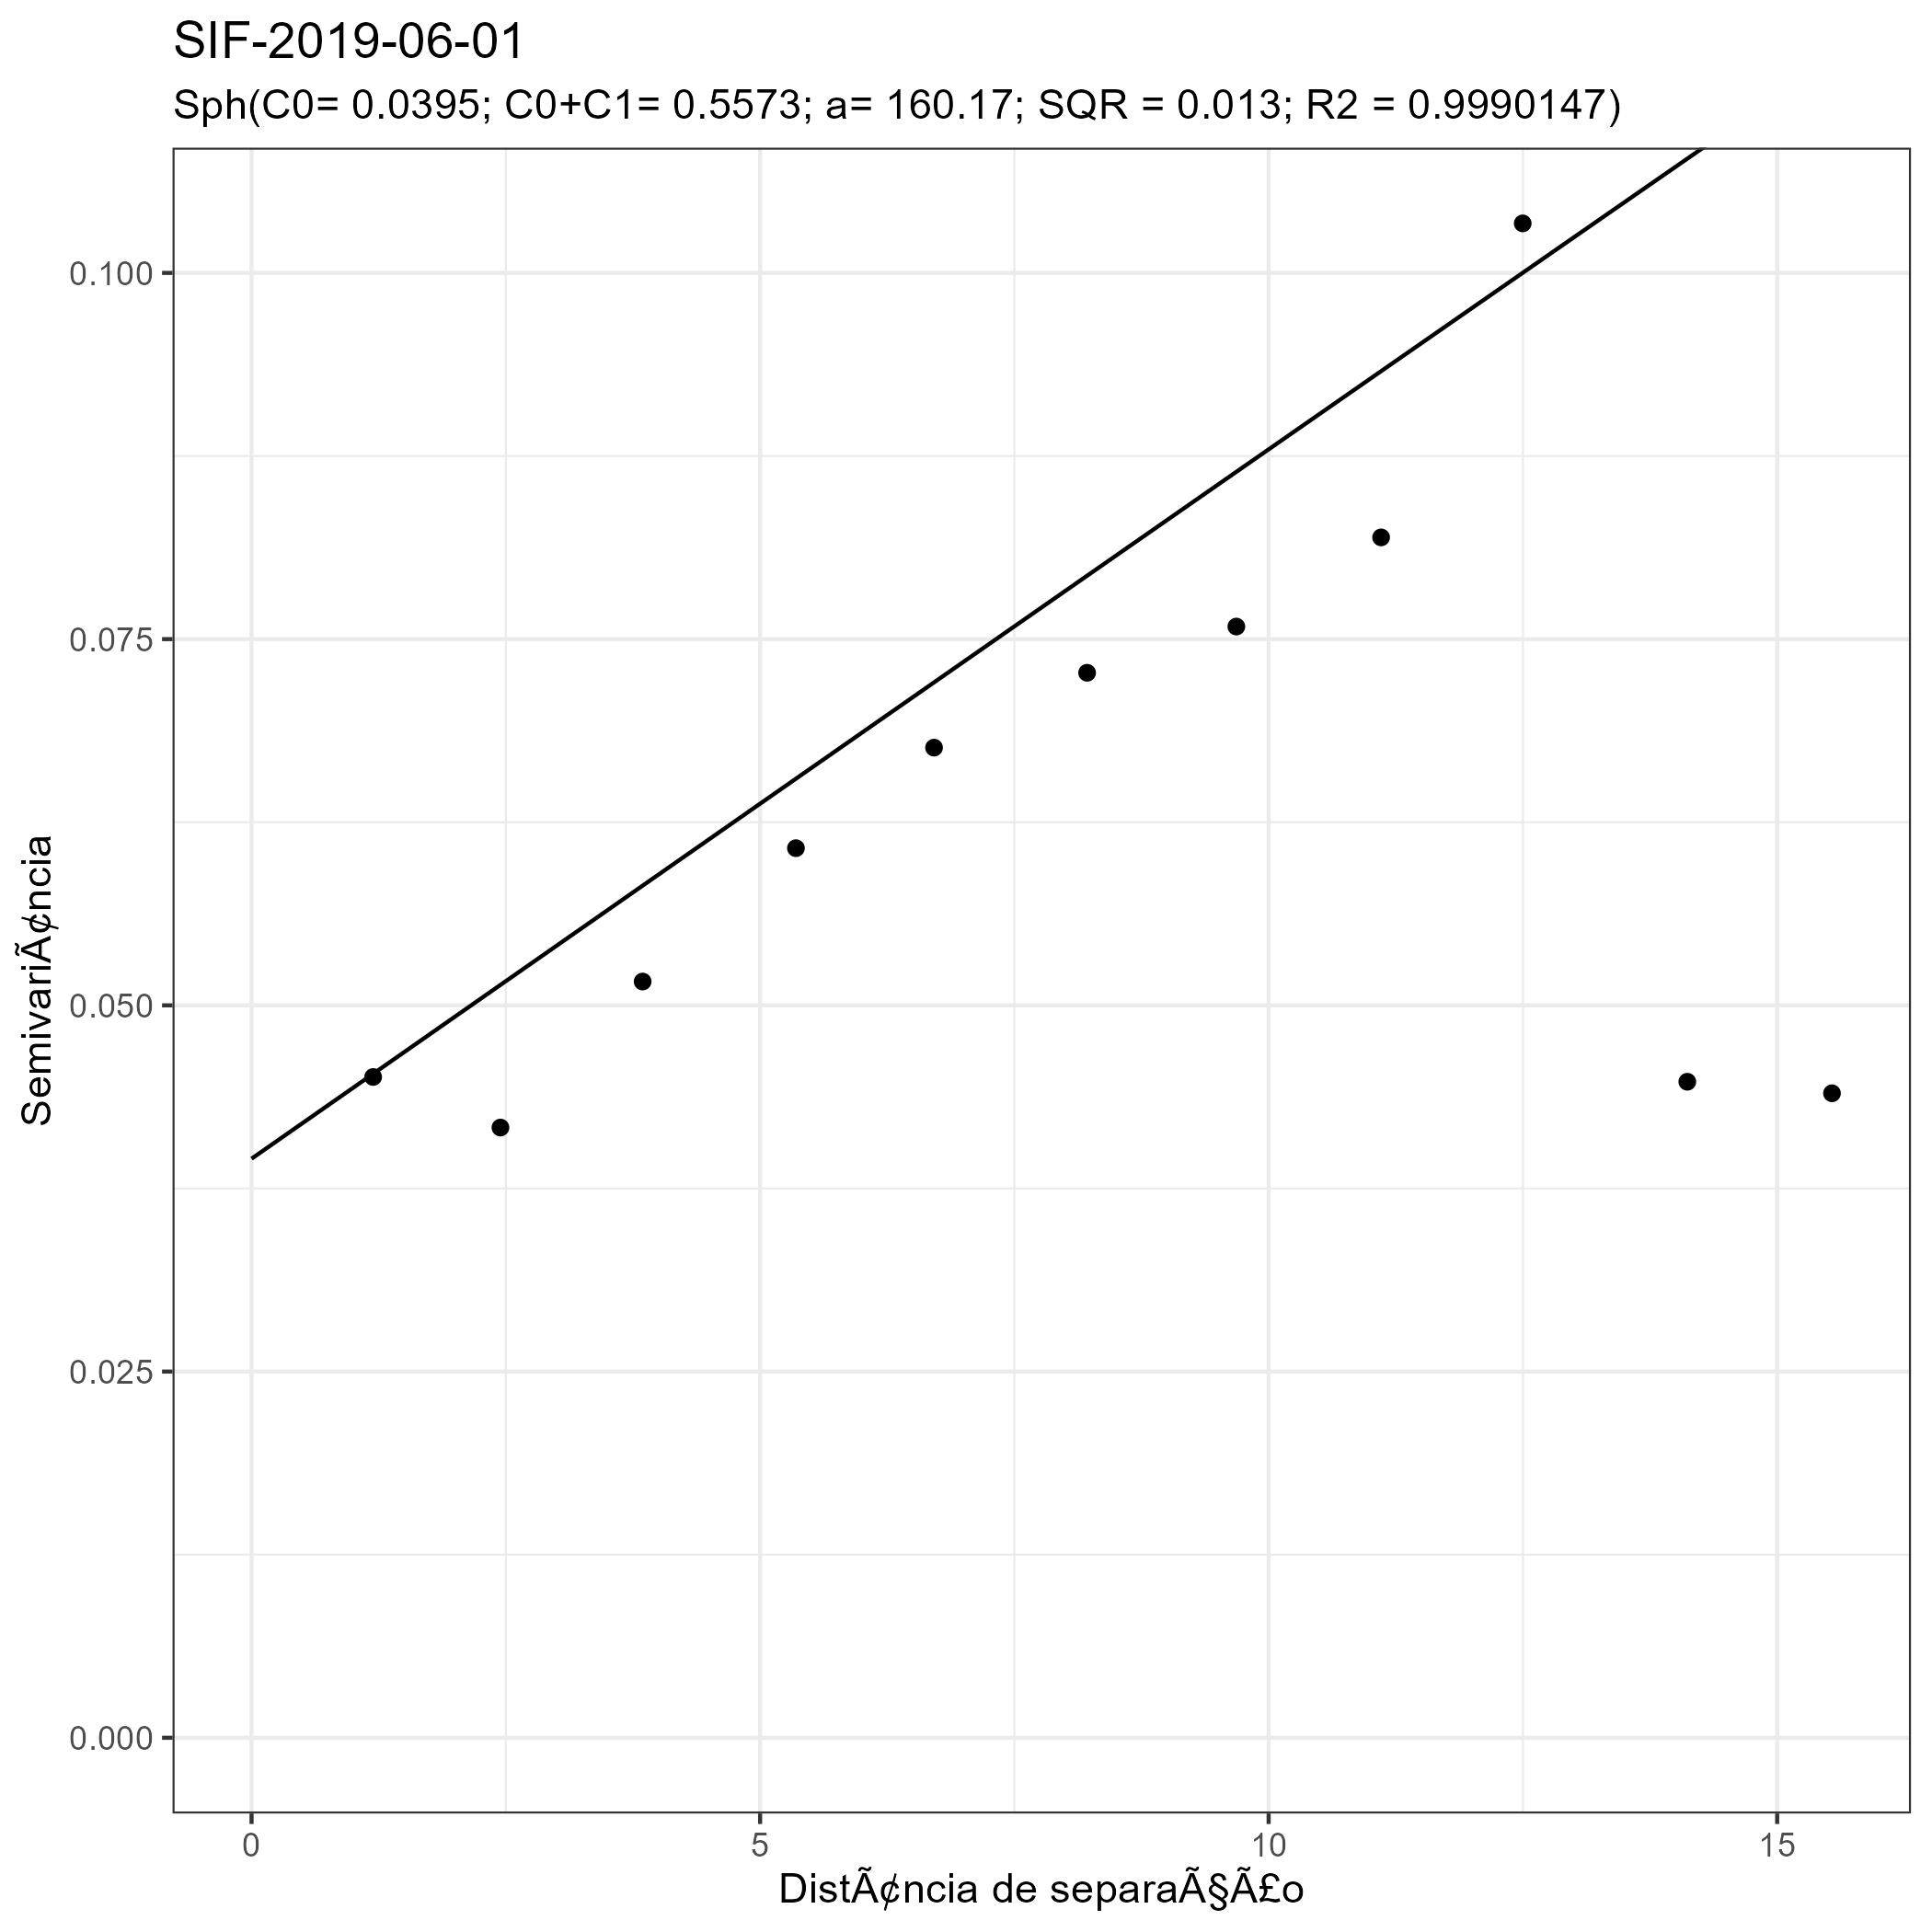 SIF-2019-06-01
Sph(C0= 0.0395; C0+C1= 0.5573; a= 160.17; SQR = 0.013; R2 = 0.9990147)
0.100
0.075
0.050
0.025
0.000
SemivariÃ¢ncia
0 5 10 15
DistÃ¢ncia de separaÃ§Ã£o